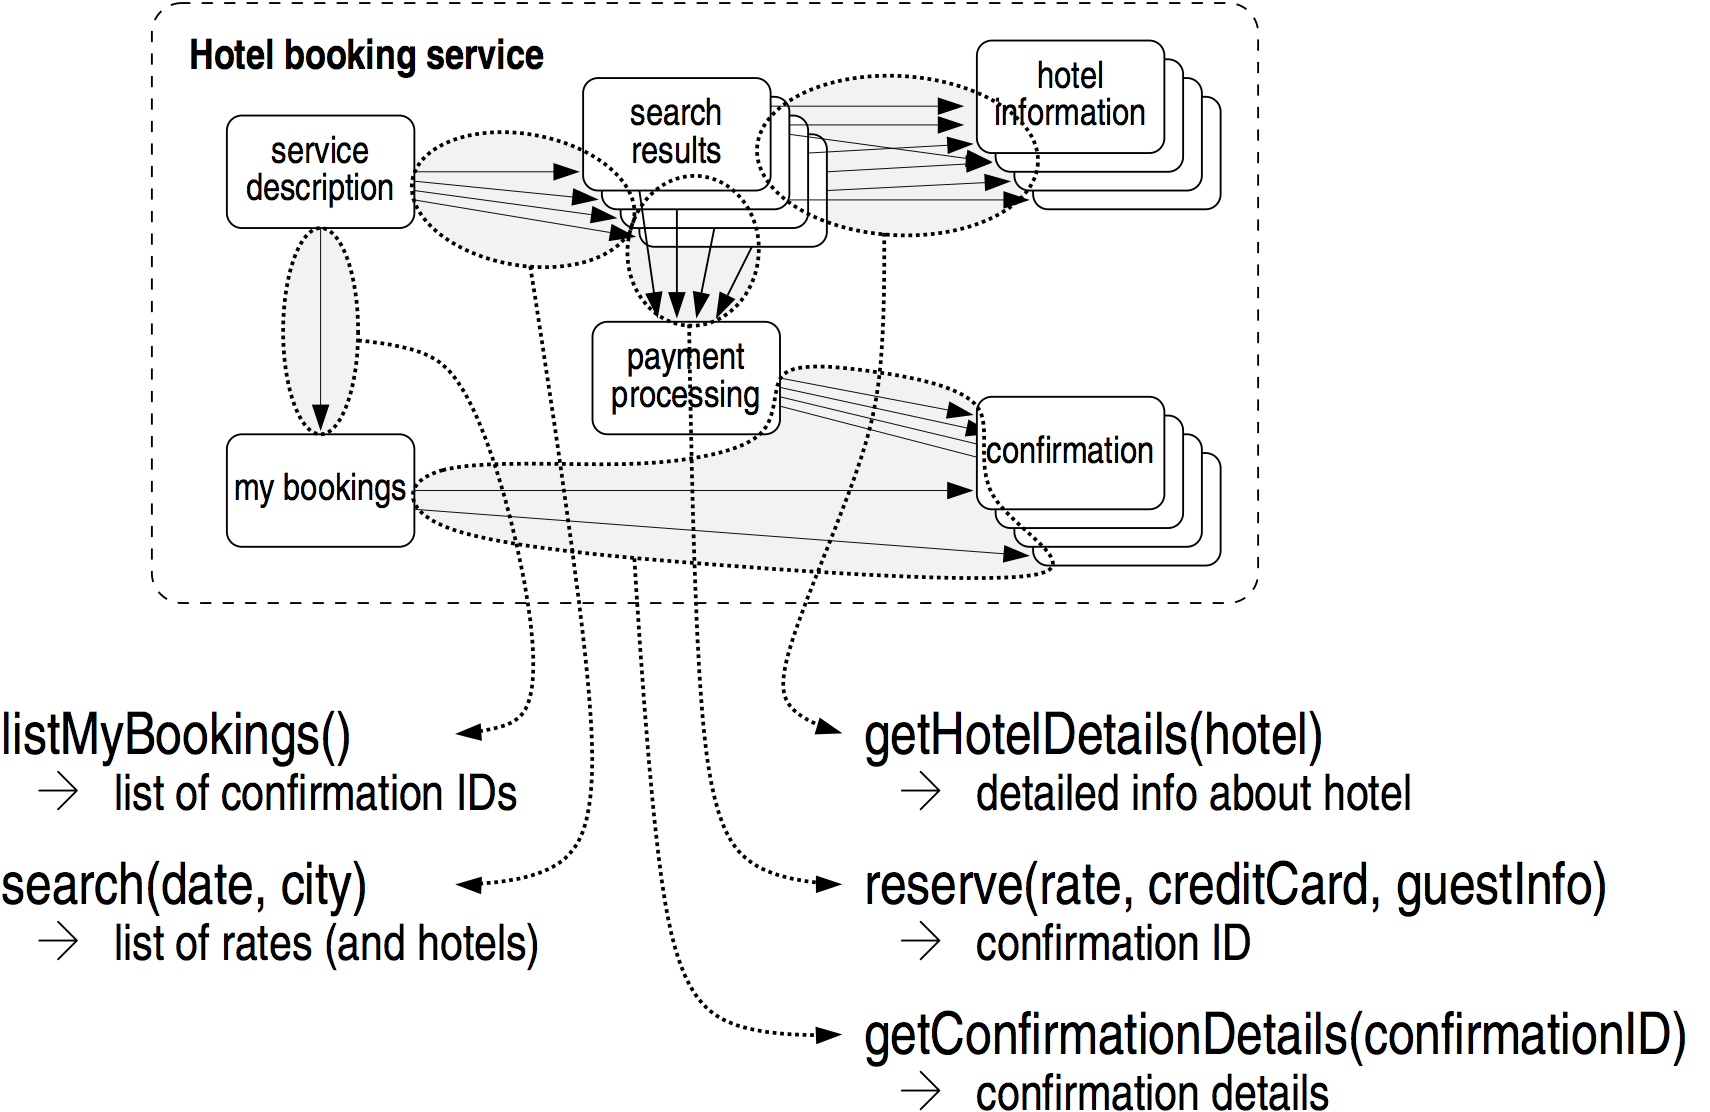 Hotel booking service
service
description
search
results
hotel
information
payment
processing
my bookings
confirmation
listMyBookings()
→ list of confirmation IDs
search(date, city)
→ list of rates (and hotels)
getHotelDetails(hotel)
→ detailed info about hotel
reserve(rate, creditCard, guestInfo)
→ confirmation ID
getConfirmationDetails(confirmationID)
→ confirmation details